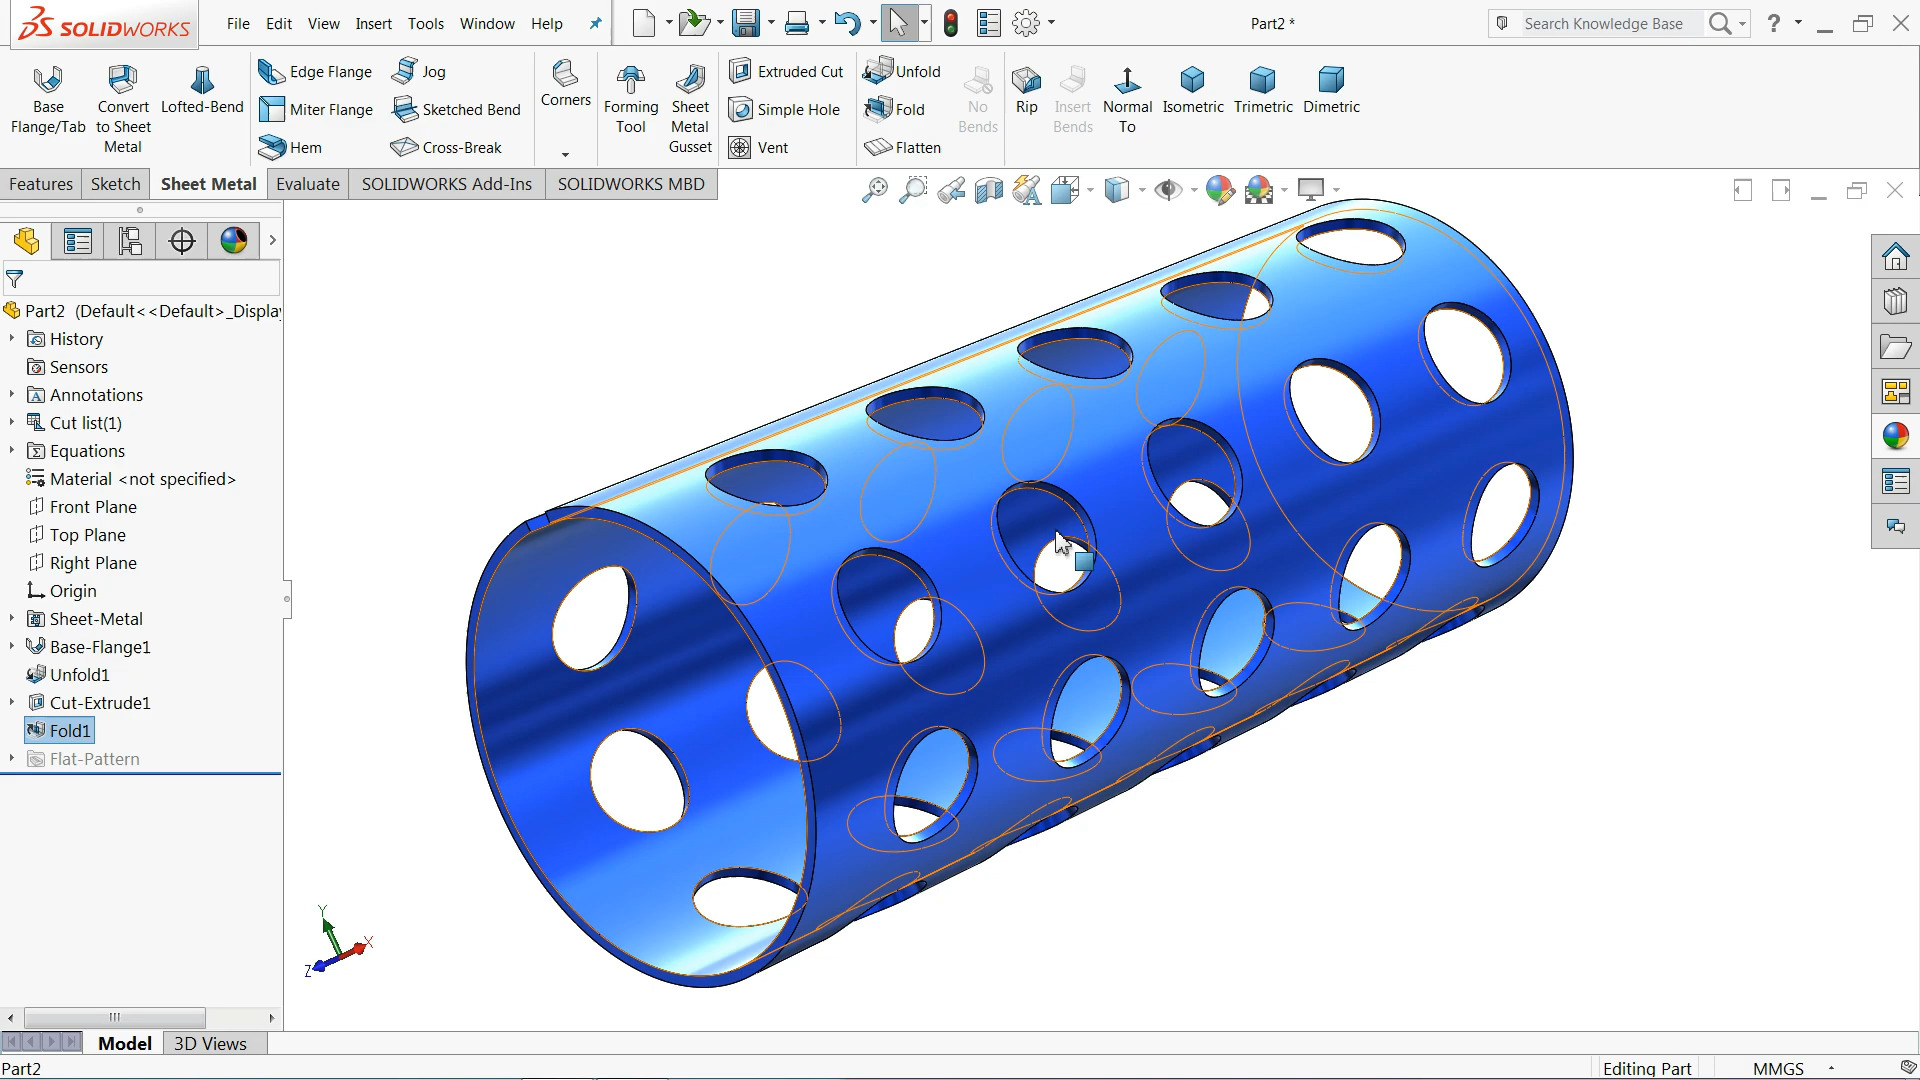 SOLIDWORKS
File Edit View Insert Tools Window Help
Part2 *
Search Knowledge Base
?
Base Flange/Tab
Convert to Sheet Metal
Lofted-Bend
Edge Flange
Miter Flange
Hem
Jog
Sketched Bend
Cross-Break
Corners
Forming Tool
Sheet Metal Gusset
Extruded Cut
Simple Hole
Vent
Unfold
Fold
Flatten
No Bends
Rip
Insert Bends
Normal To
Isometric
Trimetric
Dimetric
Features Sketch Sheet Metal Evaluate SOLIDWORKS Add-Ins SOLIDWORKS MBD
Part2 (Default<<Default>_Displa
History
Sensors
Annotations
Cut list(1)
Equations
Material <not specified>
Front Plane
Top Plane
Right Plane
Origin
Sheet-Metal
Base-Flange1
Unfold1
Cut-Extrude1
Fold1
Flat-Pattern
Y
X
Z
Model 3D Views
Part2
Editing Part
MMGS